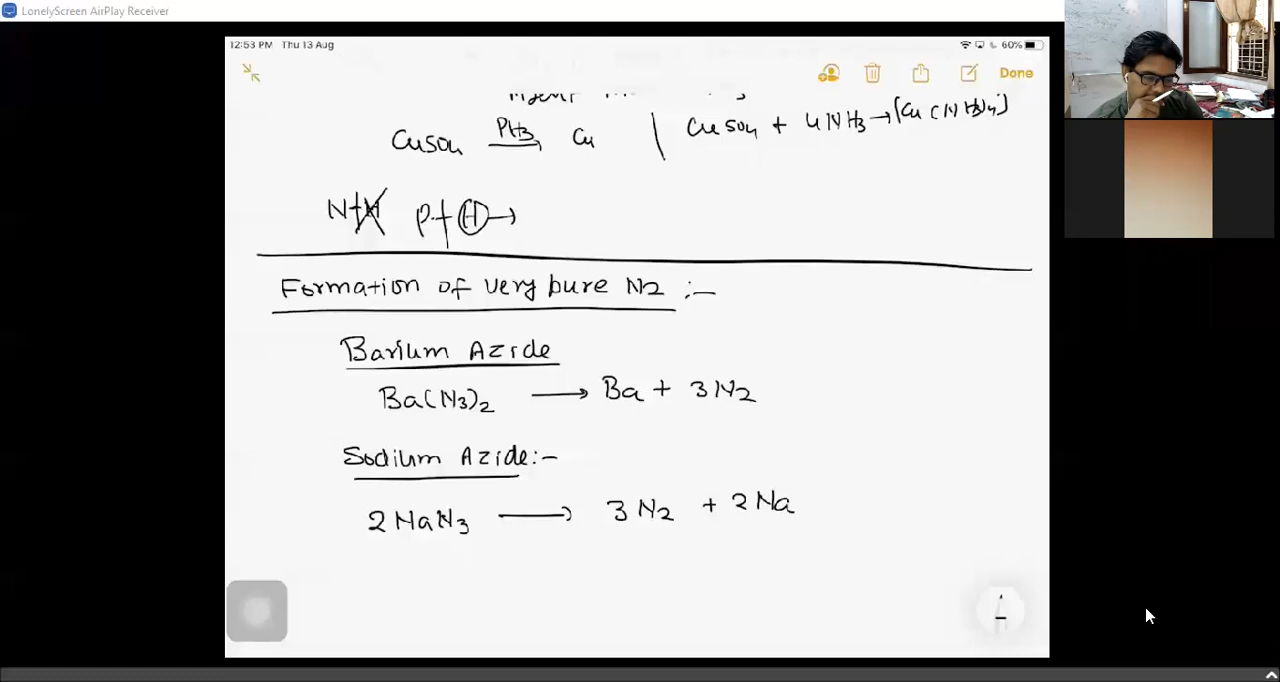 LonelyScreen AirPlay Receiver
12:53 PM Thu 13 Aug
60%
Done
CuSO4 PH3 Cu | CuSO4 + 4NH3 → [Cu(NH3)4]
N+H P+H →
Formation of very pure N2 :-
Barium Azide
Ba(N3)2 → Ba + 3N2
Sodium Azide:-
2NaN3 → 3N2 + 2Na